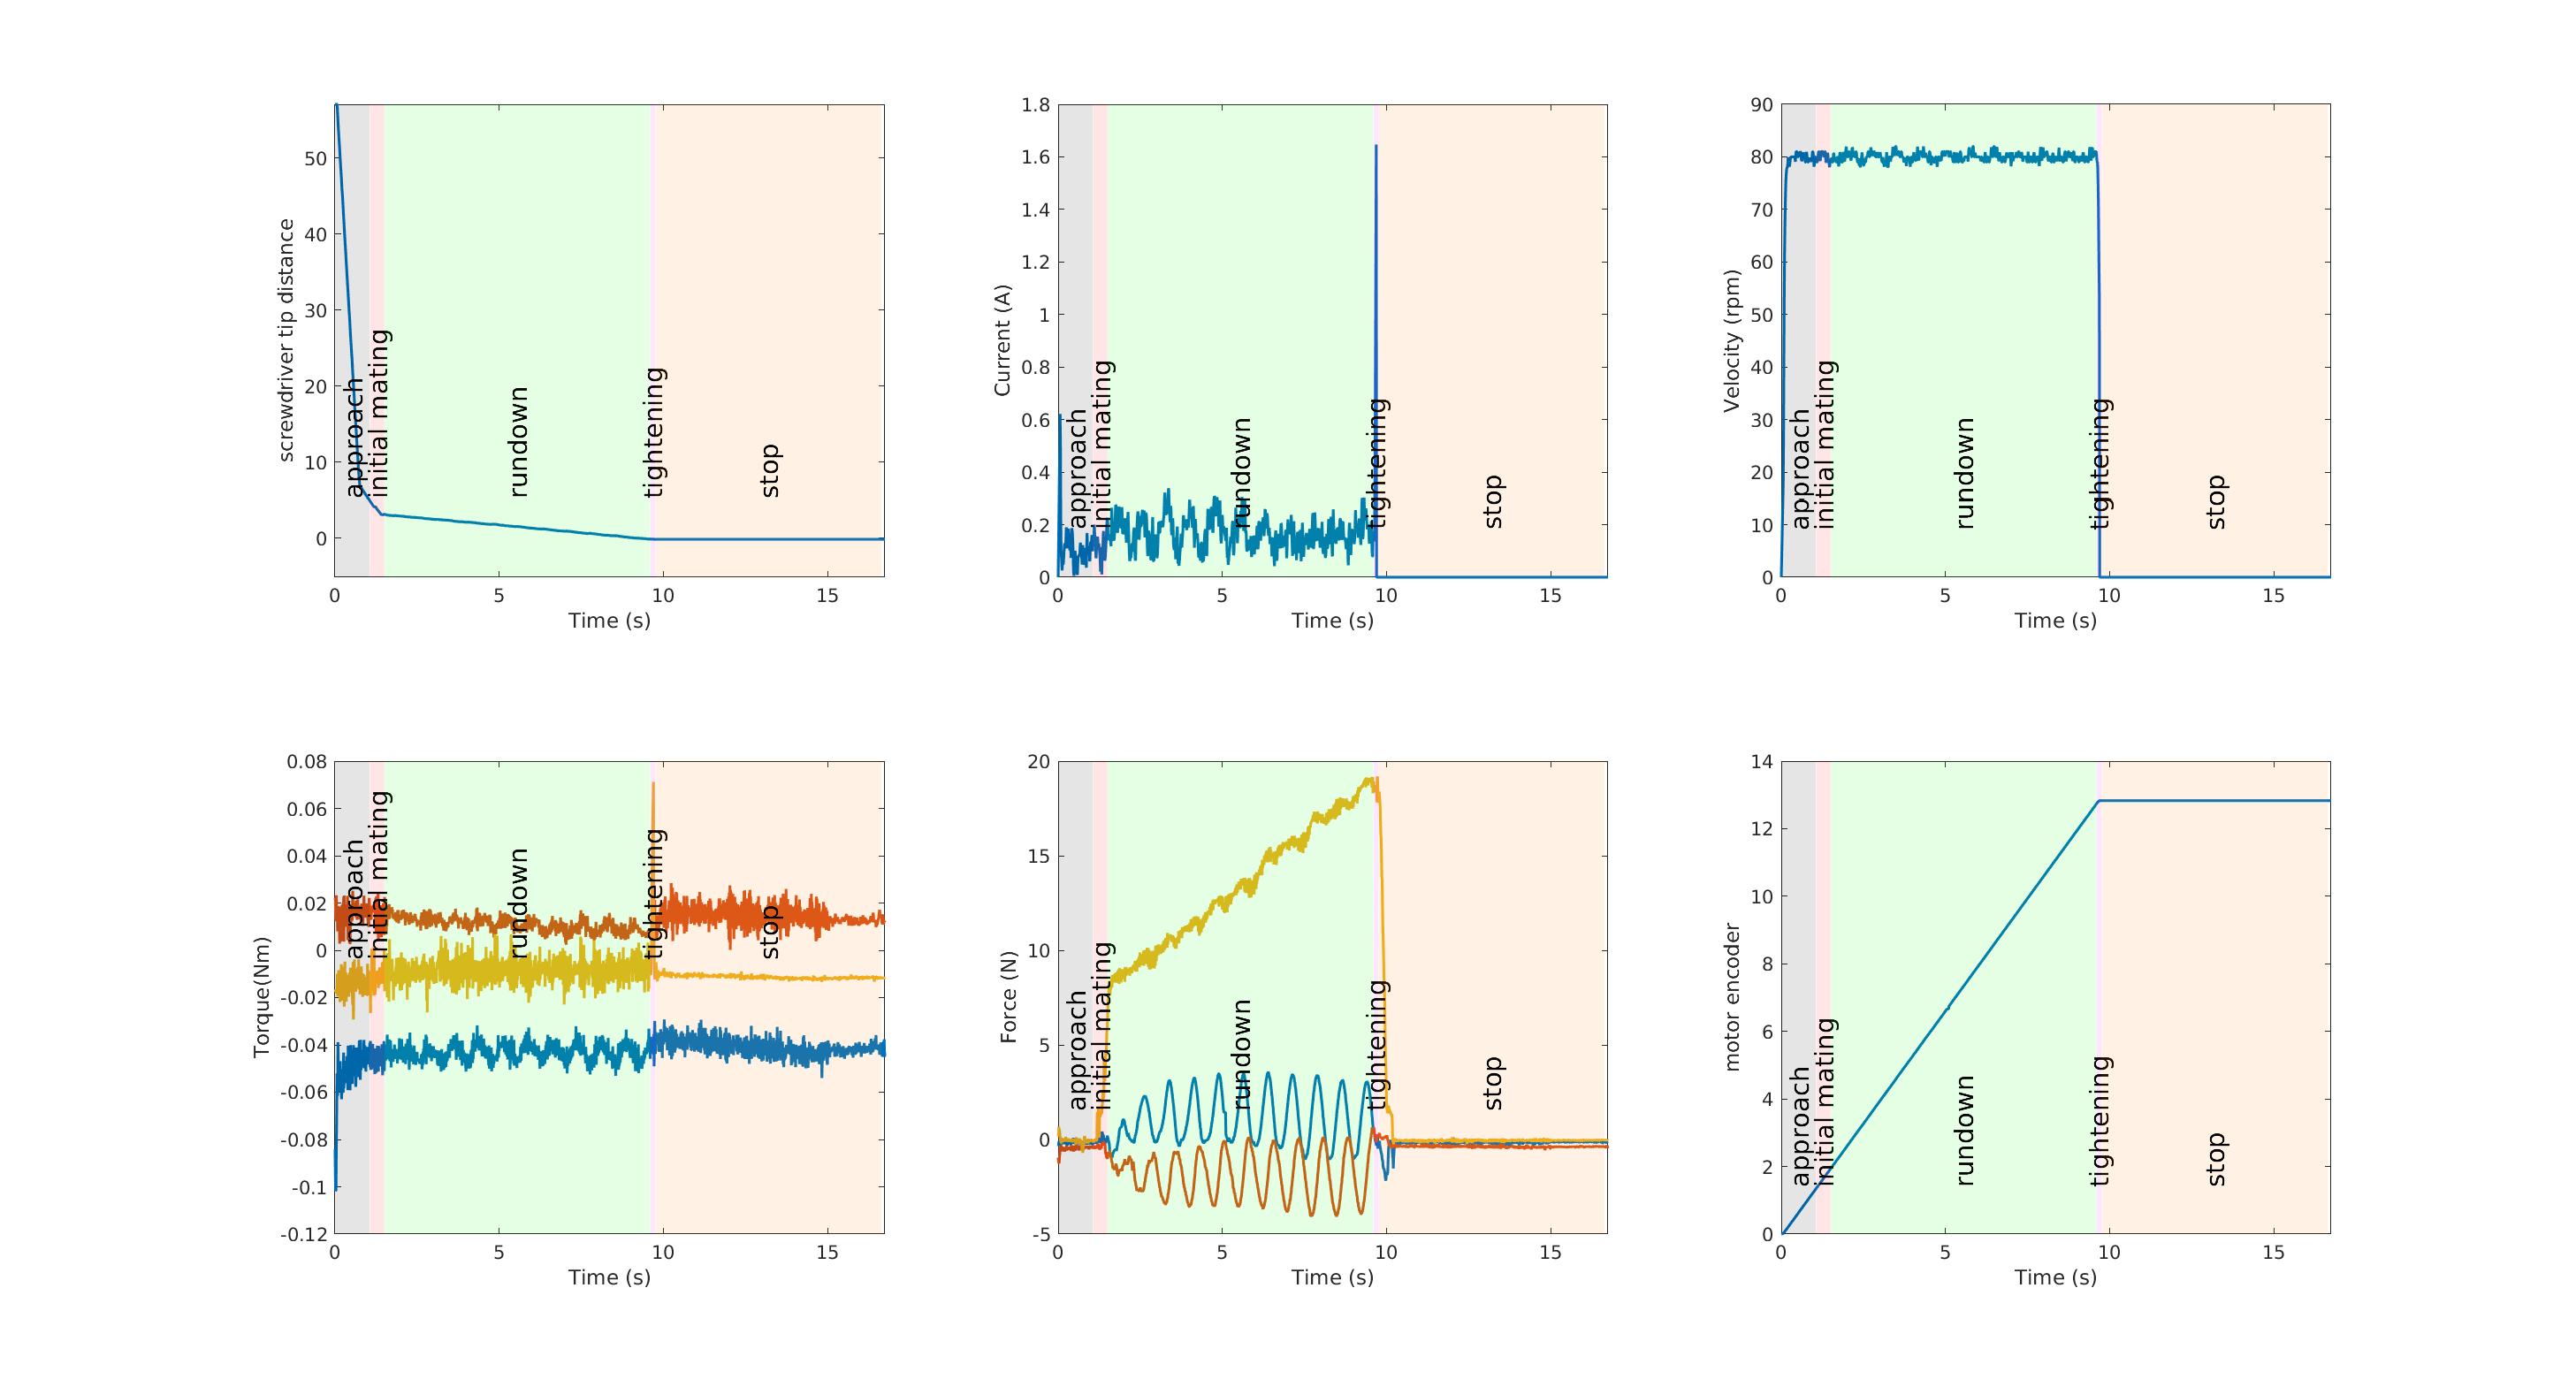 screwdriver tip distance
50
40
30
20
10
0
approach
initial mating
rundown
tightening
stop
0 5 10 15
Time (s)
Current (A)
1.8
1.6
1.4
1.2
1
0.8
0.6
0.4
0.2
0
approach
initial mating
rundown
tightening
stop
0 5 10 15
Time (s)
Velocity (rpm)
90
80
70
60
50
40
30
20
10
0
approach
initial mating
rundown
tightening
stop
0 5 10 15
Time (s)
Torque(Nm)
0.08
0.06
0.04
0.02
0
-0.02
-0.04
-0.06
-0.08
-0.1
-0.12
approach
initial mating
rundown
tightening
stop
0 5 10 15
Time (s)
Force (N)
20
15
10
5
0
-5
approach
initial mating
rundown
tightening
stop
0 5 10 15
Time (s)
motor encoder
14
12
10
8
6
4
2
0
approach
initial mating
rundown
tightening
stop
0 5 10 15
Time (s)